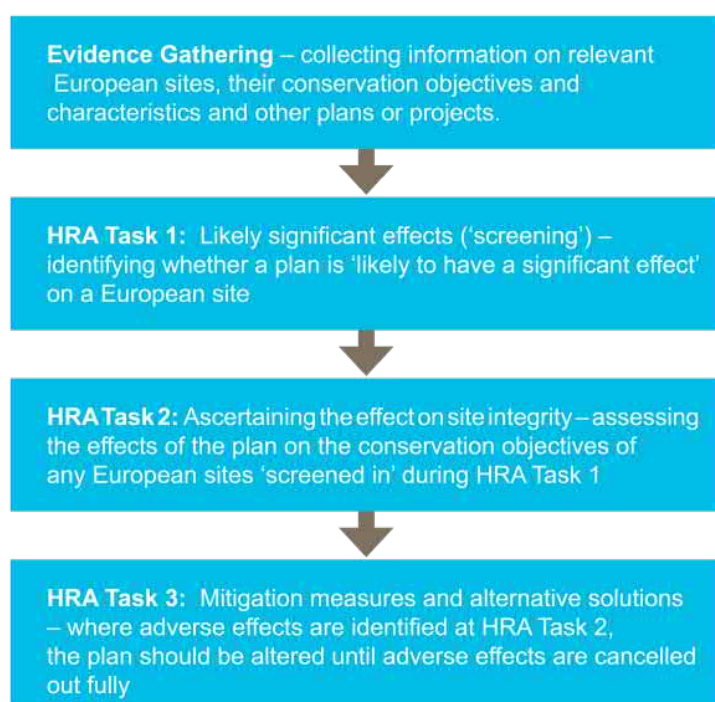 Evidence Gathering – collecting information on relevant
European sites, their conservation objectives and
characteristics and other plans or projects.
HRA Task 1: Likely significant effects (‘screening’) –
identifying whether a plan is ‘likely to have a significant effect’
on a European site
HRA Task 2: Ascertaining the effect on site integrity – assessing
the effects of the plan on the conservation objectives of
any European sites ‘screened in’ during HRA Task 1
HRA Task 3: Mitigation measures and alternative solutions
– where adverse effects are identified at HRA Task 2,
the plan should be altered until adverse effects are cancelled
out fully